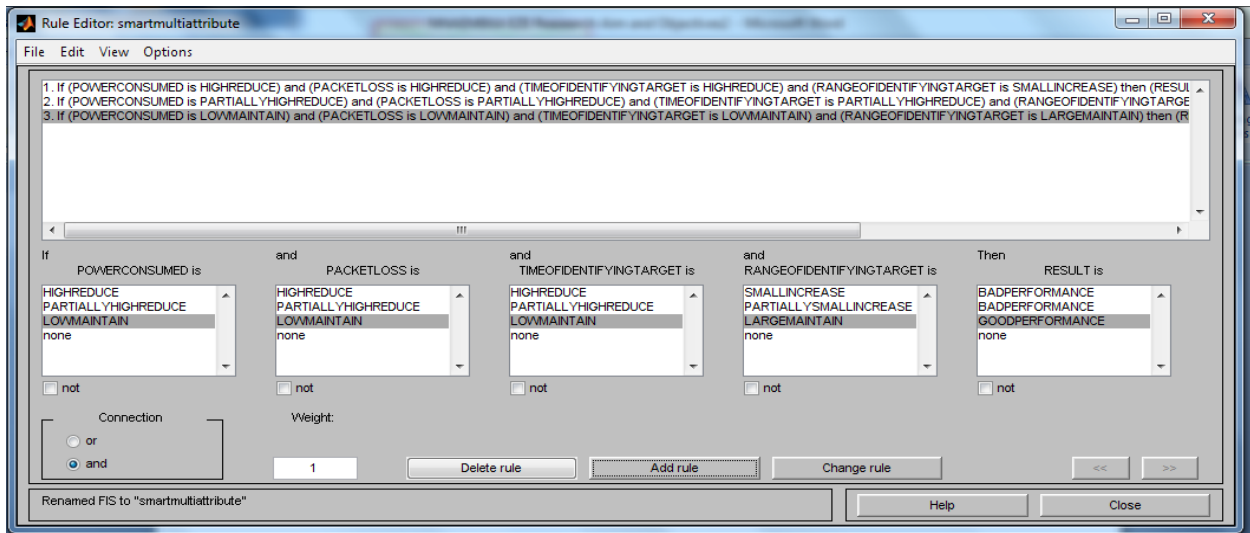 Rule Editor: smartmultiattribute
File Edit View Options
1. If (POWERCONSUMED is HIGHREDUCE) and (PACKETLOSS is HIGHREDUCE) and (TIMEOFIDENTIFYINGTARGET is HIGHREDUCE) and (RANGEOFIDENTIFYINGTARGET is SMALLINCREASE) then (RESUL
2. If (POWERCONSUMED is PARTIALLYHIGHREDUCE) and (PACKETLOSS is PARTIALLYHIGHREDUCE) and (TIMEOFIDENTIFYINGTARGET is PARTIALLYHIGHREDUCE) and (RANGEOFIDENTIFYINGTARGE
3. If (POWERCONSUMED is LOWMAINTAIN) and (PACKETLOSS is LOWMAINTAIN) and (TIMEOFIDENTIFYINGTARGET is LOWMAINTAIN) and (RANGEOFIDENTIFYINGTARGET is LARGEMAINTAIN) then (R
If and and and Then
POWERCONSUMED is PACKETLOSS is TIMEOFIDENTIFYINGTARGET is RANGEOFIDENTIFYINGTARGET is RESULT is
HIGHREDUCE HIGHREDUCE HIGHREDUCE SMALLINCREASE BADPERFORMANCE
PARTIALLYHIGHREDUCE PARTIALLYHIGHREDUCE PARTIALLYHIGHREDUCE PARTIALLYSMALLINCREASE BADPERFORMANCE
LOWMAINTAIN LOWMAINTAIN LOWMAINTAIN LARGEMAINTAIN GOODPERFORMANCE
none none none none none
not not not not not
Connection Weight:
or
and 1 Delete rule Add rule Change rule << >>
Renamed FIS to "smartmultiattribute" Help Close